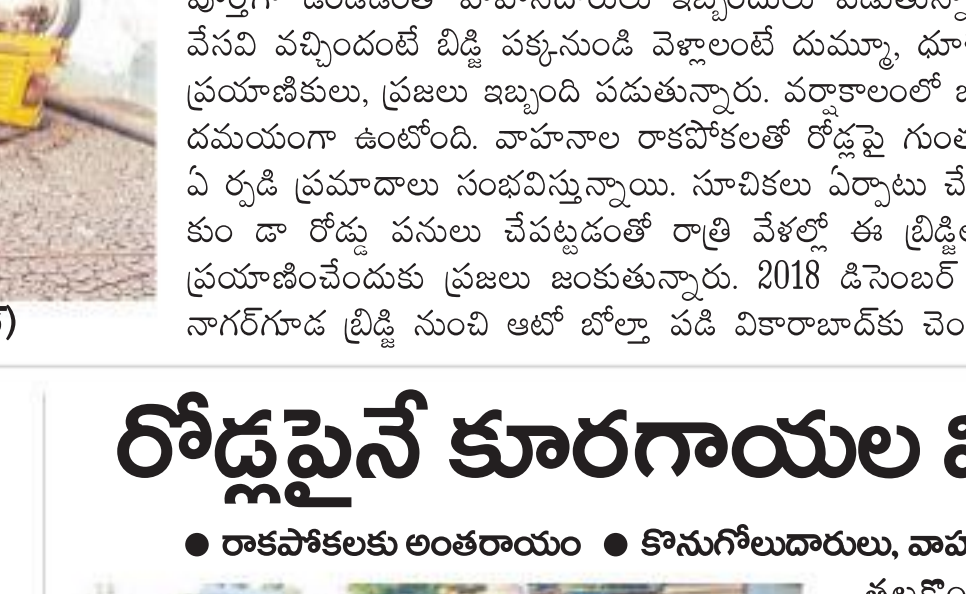 వేసవి వచ్చిందంటే బిడ్జి పక్కనుండి వెళ్లాలంటే దుమ్మూ,
ప్రయాణికులు, ప్రజలు ఇబ్బంది పడుతున్నారు. వర్షాకాలంలో
దమయంగా ఉంటోంది. వాహనాల రాకపోకలతో రోడ్లపై
ఏ ర్పడి ప్రమాదాలు సంభవిస్తున్నాయి. సూచికలు ఏర్పాటు
కుం డా రోడ్డు పనులు చేపట్టడంతో రాత్రి వేళల్లో ఈ
ప్రయాణించేందుకు ప్రజలు జంకుతున్నారు. 2018 డిసెంబర్
నాగర్‌గూడ బ్రిడ్జి నుంచి ఆటో బోల్తా పడి వికారాబాద్‌కు
రోడ్లపైనే కూరగాయల
● రాకపోకలకు అంతరాయం ● కొనుగోలుదారులు,